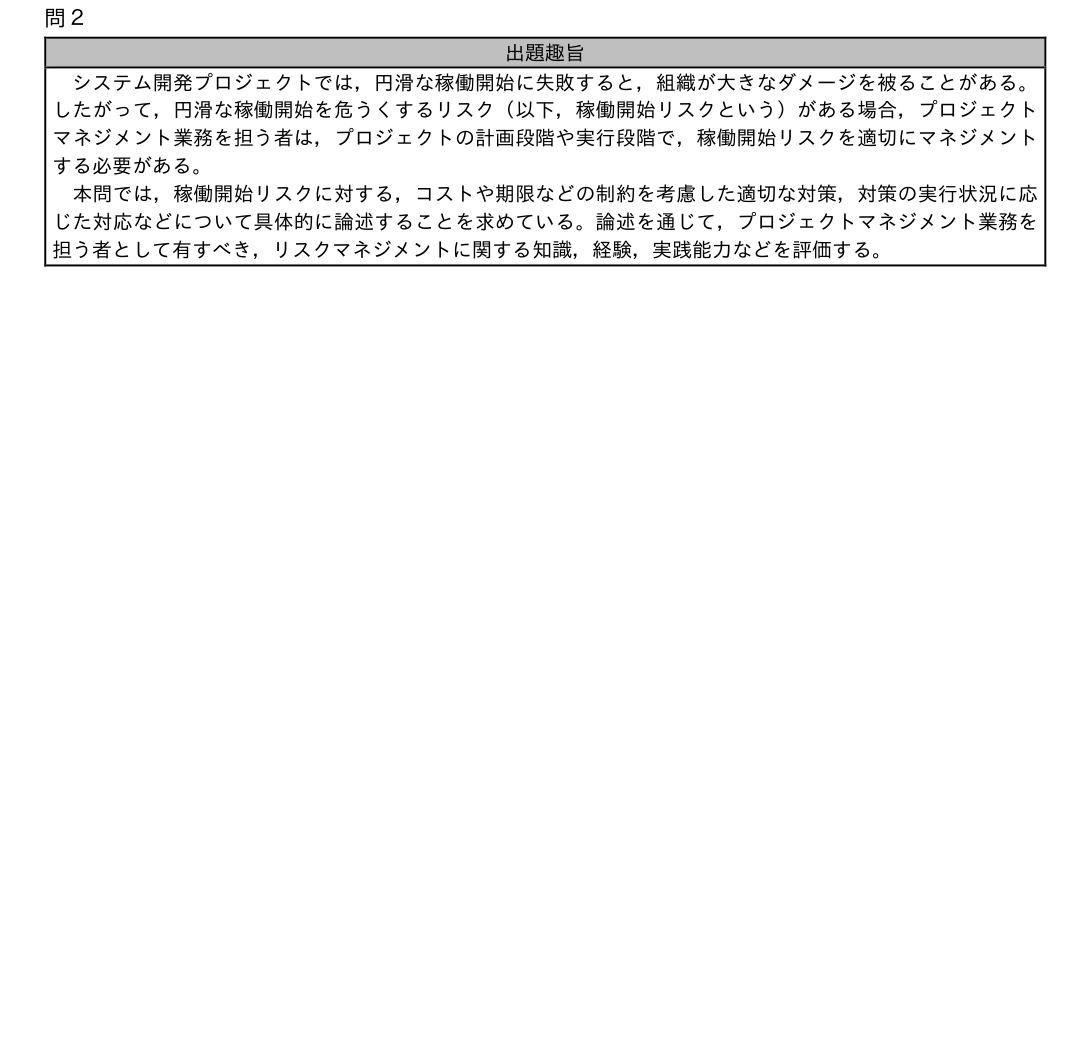 問２
出題趣旨
　システム開発プロジェクトでは，円滑な稼働開始に失敗すると，組織が大きなダメージを被ることがある。
したがって，円滑な稼働開始を危うくするリスク（以下，稼働開始リスクという）がある場合，プロジェクト
マネジメント業務を担う者は，プロジェクトの計画段階や実行段階で，稼働開始リスクを適切にマネジメント
する必要がある。
　本問では，稼働開始リスクに対する，コストや期限などの制約を考慮した適切な対策，対策の実行状況に応
じた対応などについて具体的に論述することを求めている。論述を通じて，プロジェクトマネジメント業務を
担う者として有すべき，リスクマネジメントに関する知識，経験，実践能力などを評価する。